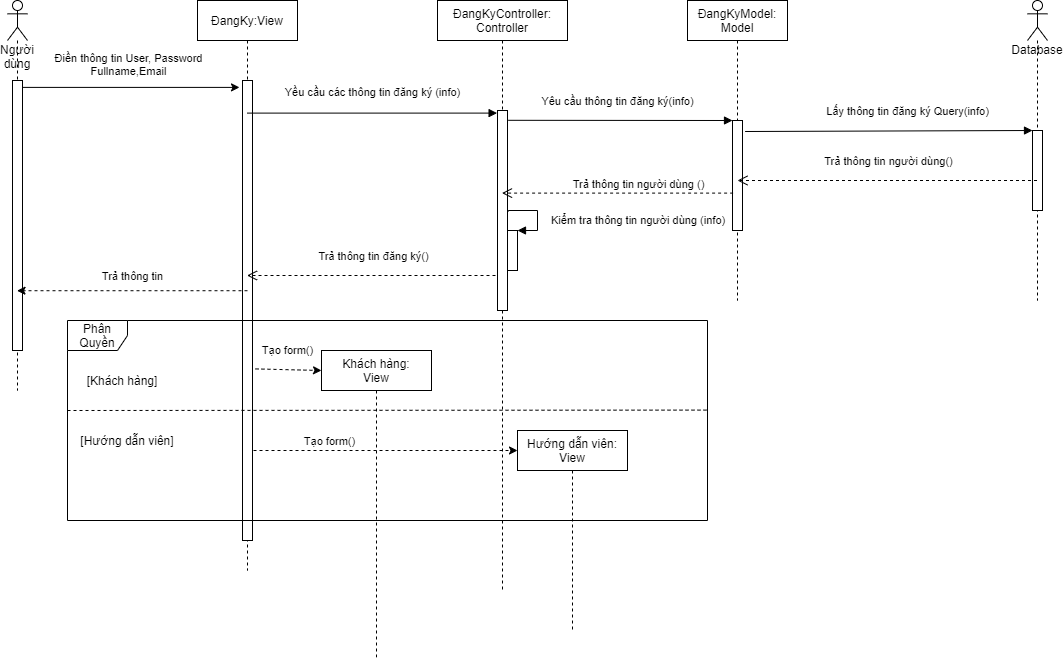 ĐangKy:View
ĐangKyController:
Controller
ĐangKyModel:
Model
Người
dùng
Database
Điền thông tin User, Password
Fullname,Email
Yều cầu các thông tin đăng ký (info)
Yêu cầu thông tin đăng ký(info)
Lấy thông tin đăng ký Query(info)
Trả thông tin người dùng()
Trả thông tin người dùng ()
Kiểm tra thông tin người dùng (info)
Trả thông tin đăng ký()
Trả thông tin
Phân
Quyền
Tạo form()
Khách hàng:
View
[Khách hàng]
[Hướng dẫn viên]
Tạo form()
Hướng dẫn viên:
View